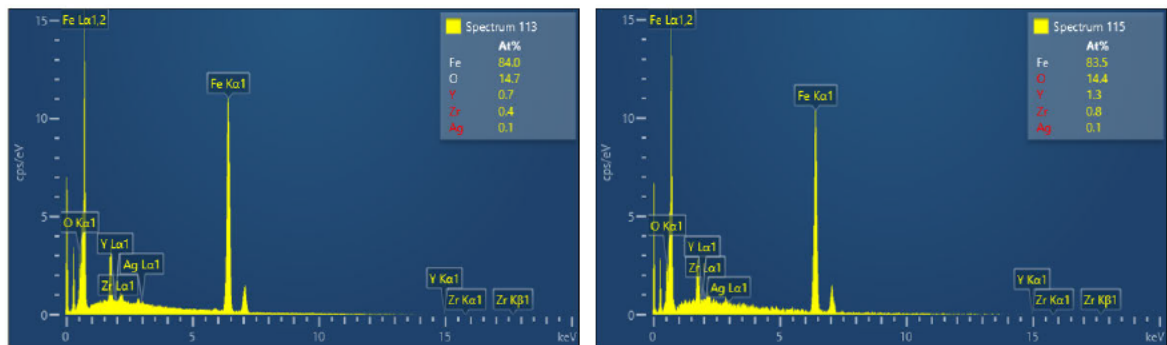 15
Fe Lα1,2
Spectrum 113
At%
Fe 84.0
O 14.7
Y 0.7
Zr 0.4
Ag 0.1
Fe Kα1
10
cps/eV
5
O Kα1
Y Lα1
Ag Lα1
Zr Lα1
Y Kα1
Zr Kα1
Zr Kβ1
0
0 5 10 15 keV
15
Fe Lα1,2
Spectrum 115
At%
Fe 83.5
O 14.4
Y 1.3
Zr 0.8
Ag 0.1
Fe Kα1
10
cps/eV
5
O Kα1
Y Lα1
Zr Lα1
Ag Lα1
Y Kα1
Zr Kα1
Zr Kβ1
0
0 5 10 15 keV